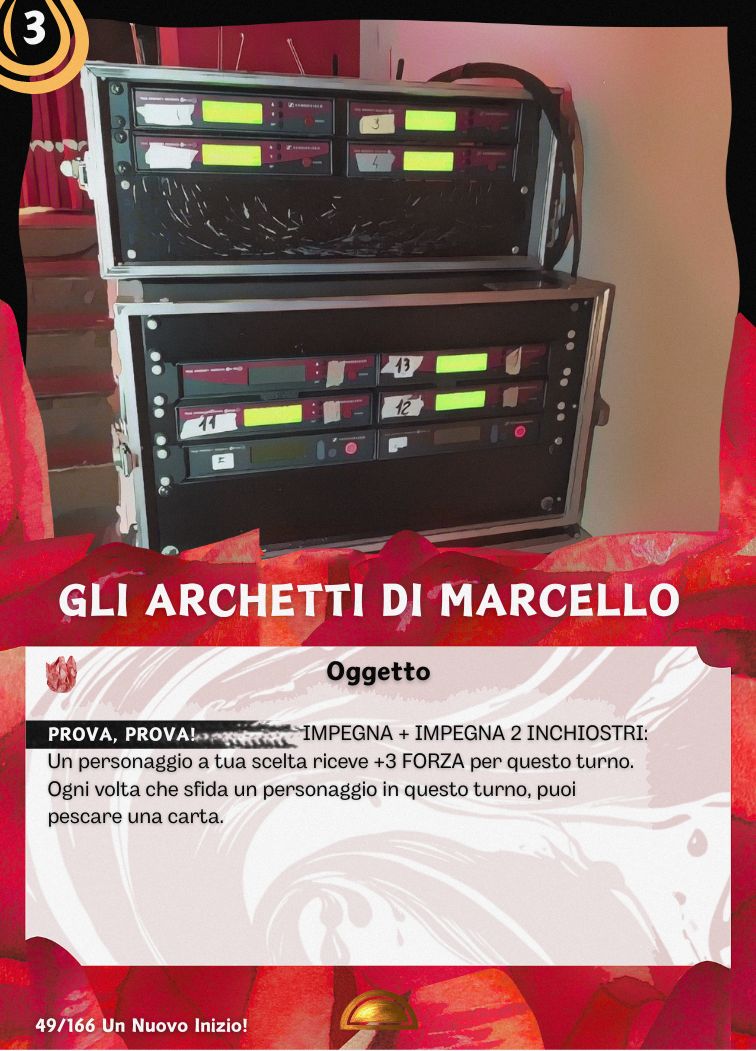 3
3
4
13
11
12
GLI ARCHETTI DI MARCELLO
Oggetto
PROVA, PROVA! IMPEGNA + IMPEGNA 2 INCHIOSTRI:
Un personaggio a tua scelta riceve +3 FORZA per questo turno.
Ogni volta che sfida un personaggio in questo turno, puoi
pescare una carta.
49/166 Un Nuovo Inizio!